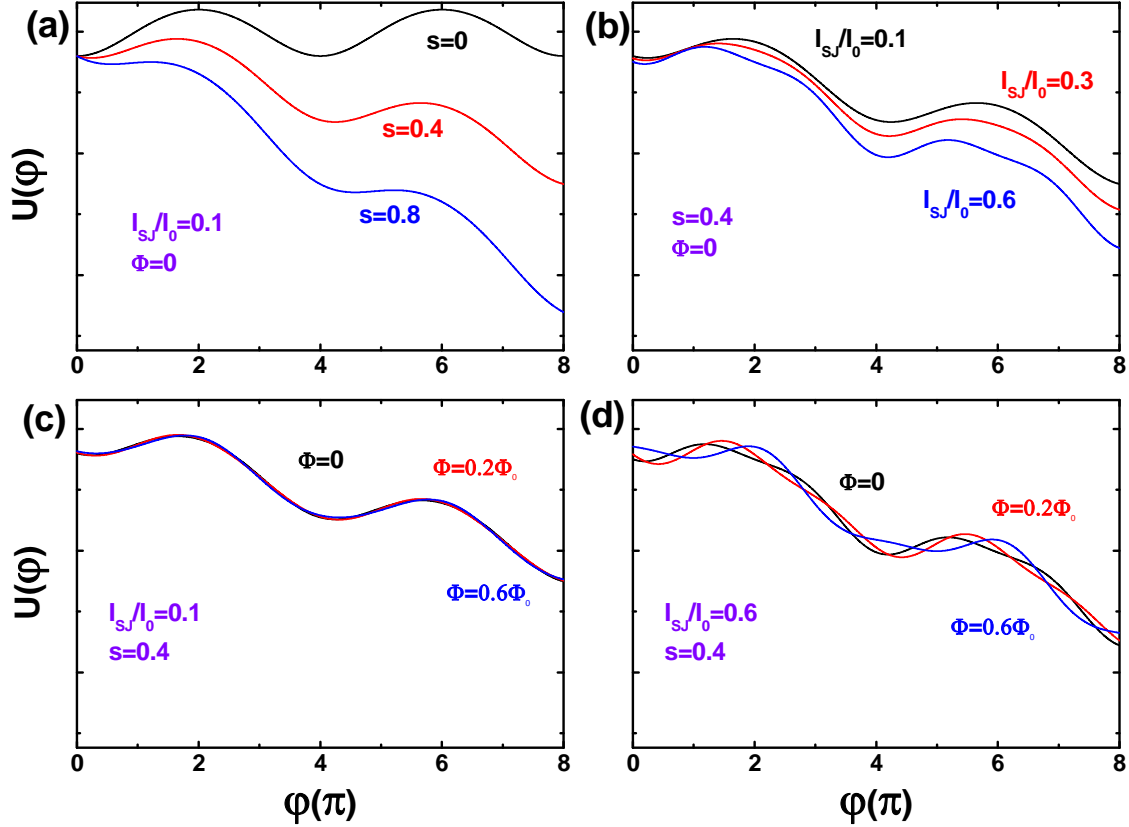 (a)
s=0
s=0.4
s=0.8
I_SJ/I_0=0.1
Φ=0
U(φ)
0 2 4 6 8
(b)
I_SJ/I_0=0.1
I_SJ/I_0=0.3
I_SJ/I_0=0.6
s=0.4
Φ=0
U(φ)
0 2 4 6 8
(c)
Φ=0
Φ=0.2Φ_0
Φ=0.6Φ_0
I_SJ/I_0=0.1
s=0.4
U(φ)
0 2 4 6 8
φ(π)
(d)
Φ=0
Φ=0.2Φ_0
Φ=0.6Φ_0
I_SJ/I_0=0.6
s=0.4
U(φ)
0 2 4 6 8
φ(π)